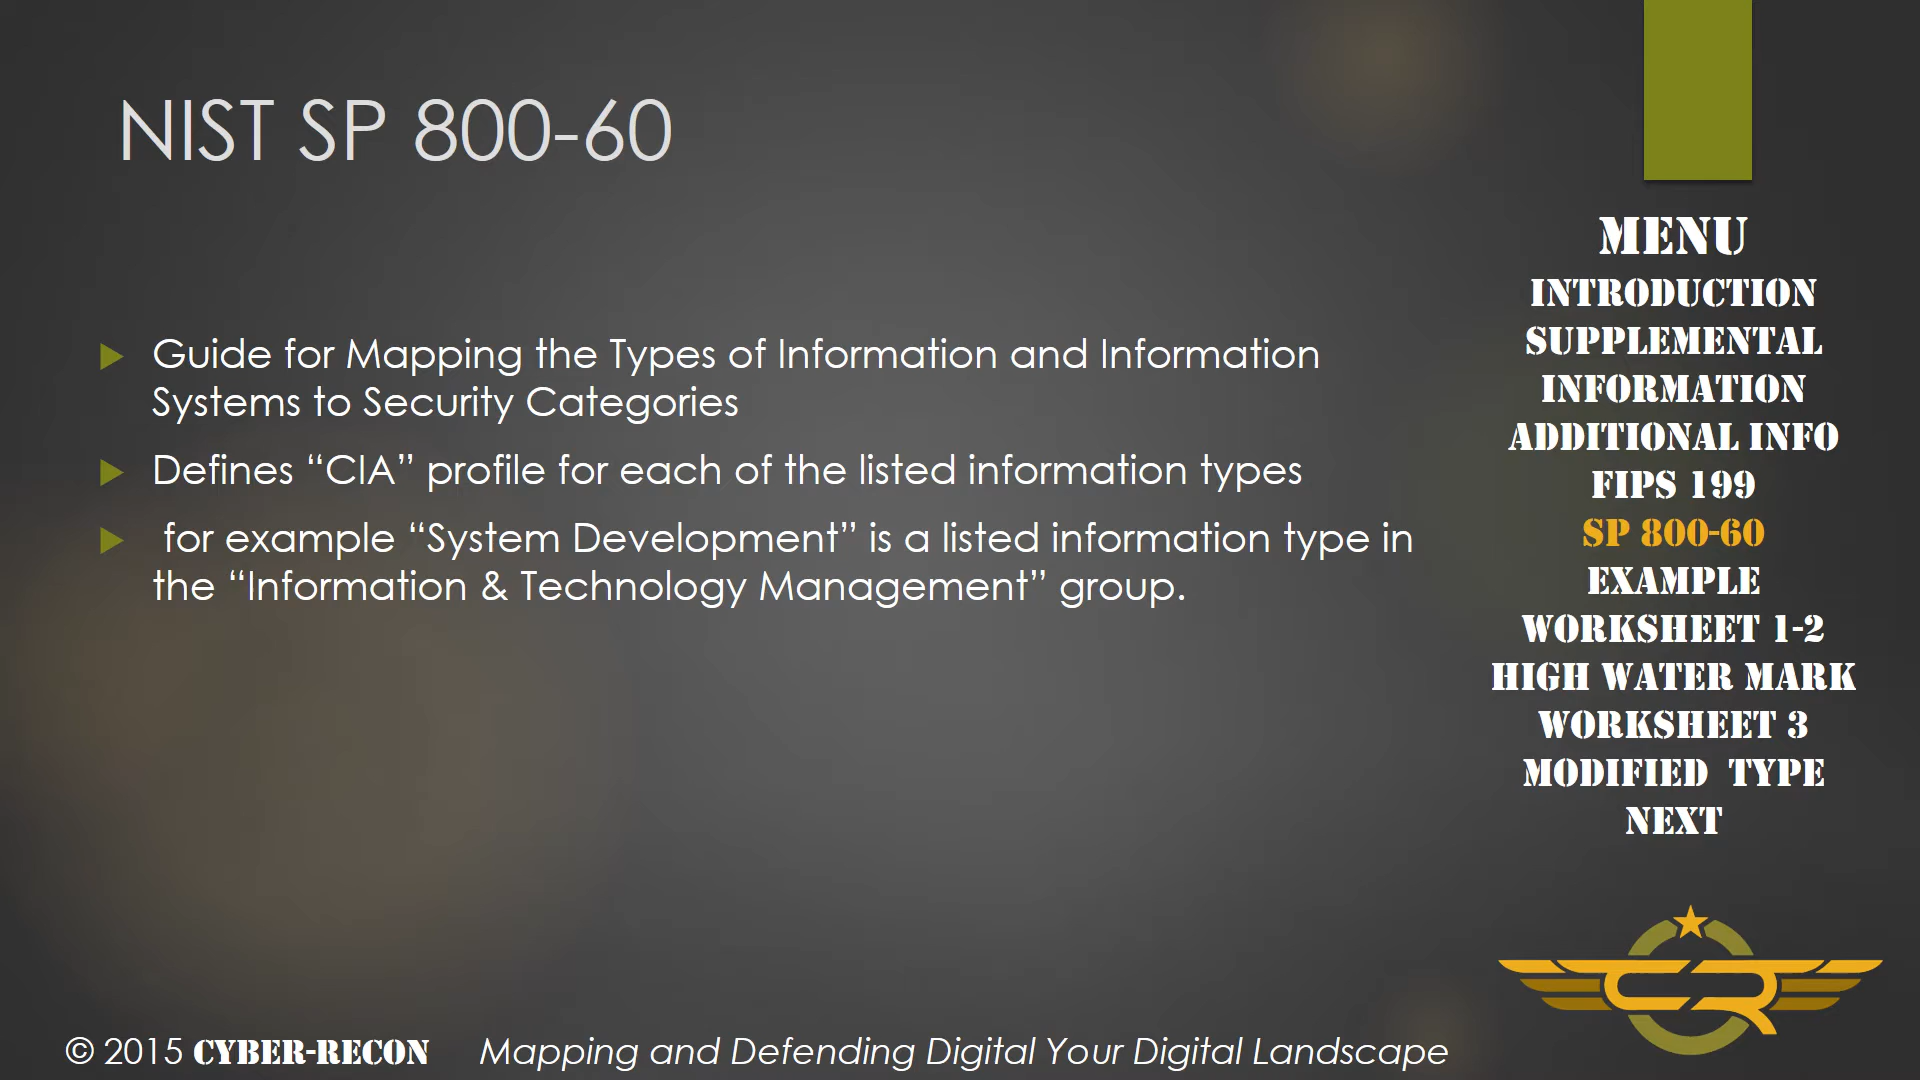 NIST SP 800-60
Guide for Mapping the Types of Information and Information
Systems to Security Categories
Defines “CIA” profile for each of the listed information types
for example “System Development” is a listed information type in
the “Information & Technology Management” group.
MENU
INTRODUCTION
SUPPLEMENTAL
INFORMATION
ADDITIONAL INFO
FIPS 199
SP 800-60
EXAMPLE
WORKSHEET 1-2
HIGH WATER MARK
WORKSHEET 3
MODIFIED TYPE
NEXT
CR
© 2015 CYBER-RECON Mapping and Defending Digital Your Digital Landscape